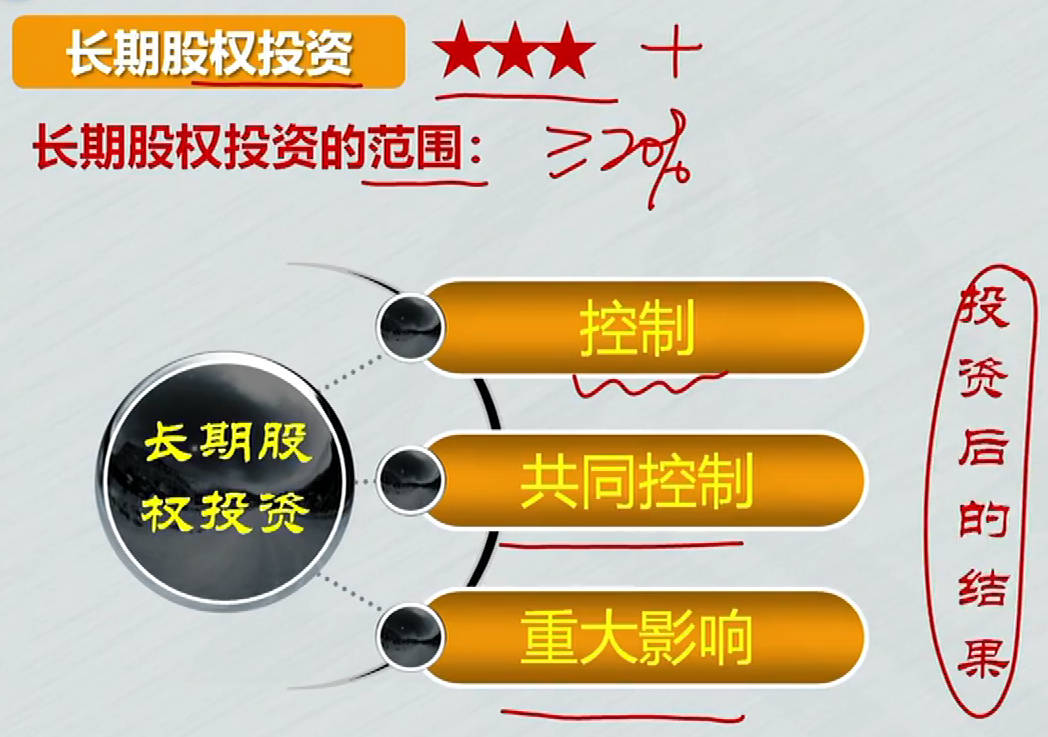 长期股权投资 ★★★ +
长期股权投资的范围： ≥20%
控制
长期股
权投资
共同控制
重大影响
投资后的结果